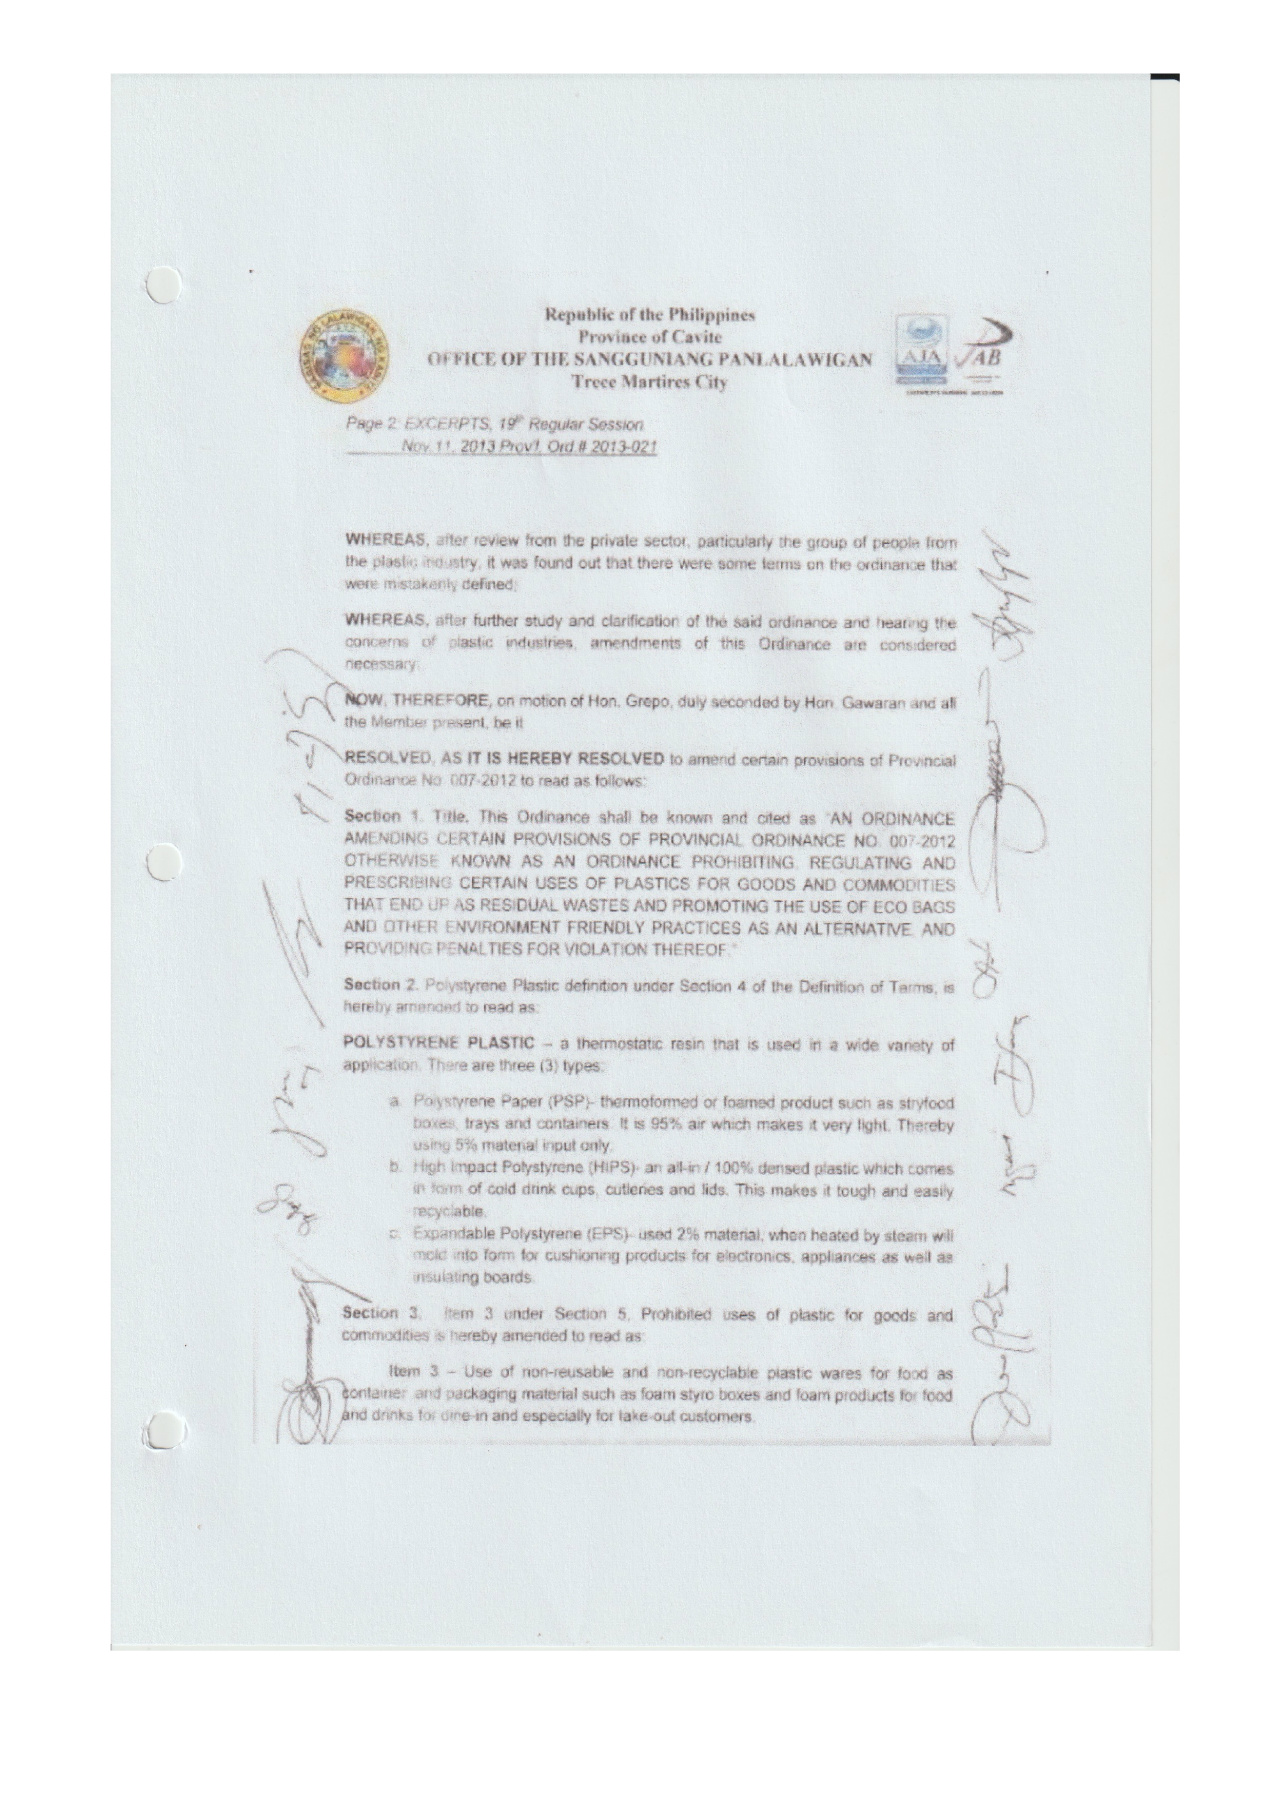 Republic of the Philippines
Province of Cavite
OFFICE OF THE SANGGUNIANG PANLALAWIGAN
Trece Martires City
AJA
JAB
Page 2: EXCERPTS, 19th Regular Session
Nov. 11, 2013 Prov'l. Ord # 2013-021
WHEREAS, after review from the private sector, particularly the group of people from
the plastic industry, it was found out that there were some terms on the ordinance that
were mistakenly defined;
WHEREAS, after further study and clarification of the said ordinance and hearing the
concerns of plastic industries, amendments of this Ordinance are considered
necessary;
NOW, THEREFORE, on motion of Hon. Grepo, duly seconded by Hon. Gawaran and all
the Member present, be it
RESOLVED, AS IT IS HEREBY RESOLVED to amend certain provisions of Provincial
Ordinance No. 007-2012 to read as follows:
Section 1. Title. This Ordinance shall be known and cited as "AN ORDINANCE
AMENDING CERTAIN PROVISIONS OF PROVINCIAL ORDINANCE NO. 007-2012
OTHERWISE KNOWN AS AN ORDINANCE PROHIBITING, REGULATING AND
PRESCRIBING CERTAIN USES OF PLASTICS FOR GOODS AND COMMODITIES
THAT END UP AS RESIDUAL WASTES AND PROMOTING THE USE OF ECO BAGS
AND OTHER ENVIRONMENT FRIENDLY PRACTICES AS AN ALTERNATIVE, AND
PROVIDING PENALTIES FOR VIOLATION THEREOF."
Section 2. Polystyrene Plastic definition under Section 4 of the Definition of Terms, is
hereby amended to read as:
POLYSTYRENE PLASTIC – a thermostatic resin that is used in a wide variety of
application. There are three (3) types:
a. Polystyrene Paper (PSP)- thermoformed or foamed product such as stryfood
boxes, trays and containers. It is 95% air which makes it very light. Thereby
using 5% material input only.
b. High Impact Polystyrene (HIPS)- an all-in / 100% densed plastic which comes
in form of cold drink cups, cutleries and lids. This makes it tough and easily
recyclable.
c. Expandable Polystyrene (EPS)- used 2% material, when heated by steam will
mold into form for cushioning products for electronics, appliances as well as
insulating boards.
Section 3. Item 3 under Section 5, Prohibited uses of plastic for goods and
commodities is hereby amended to read as:
Item 3 – Use of non-reusable and non-recyclable plastic wares for food as
container and packaging material such as foam styro boxes and foam products for food
and drinks for dine-in and especially for take-out customers.